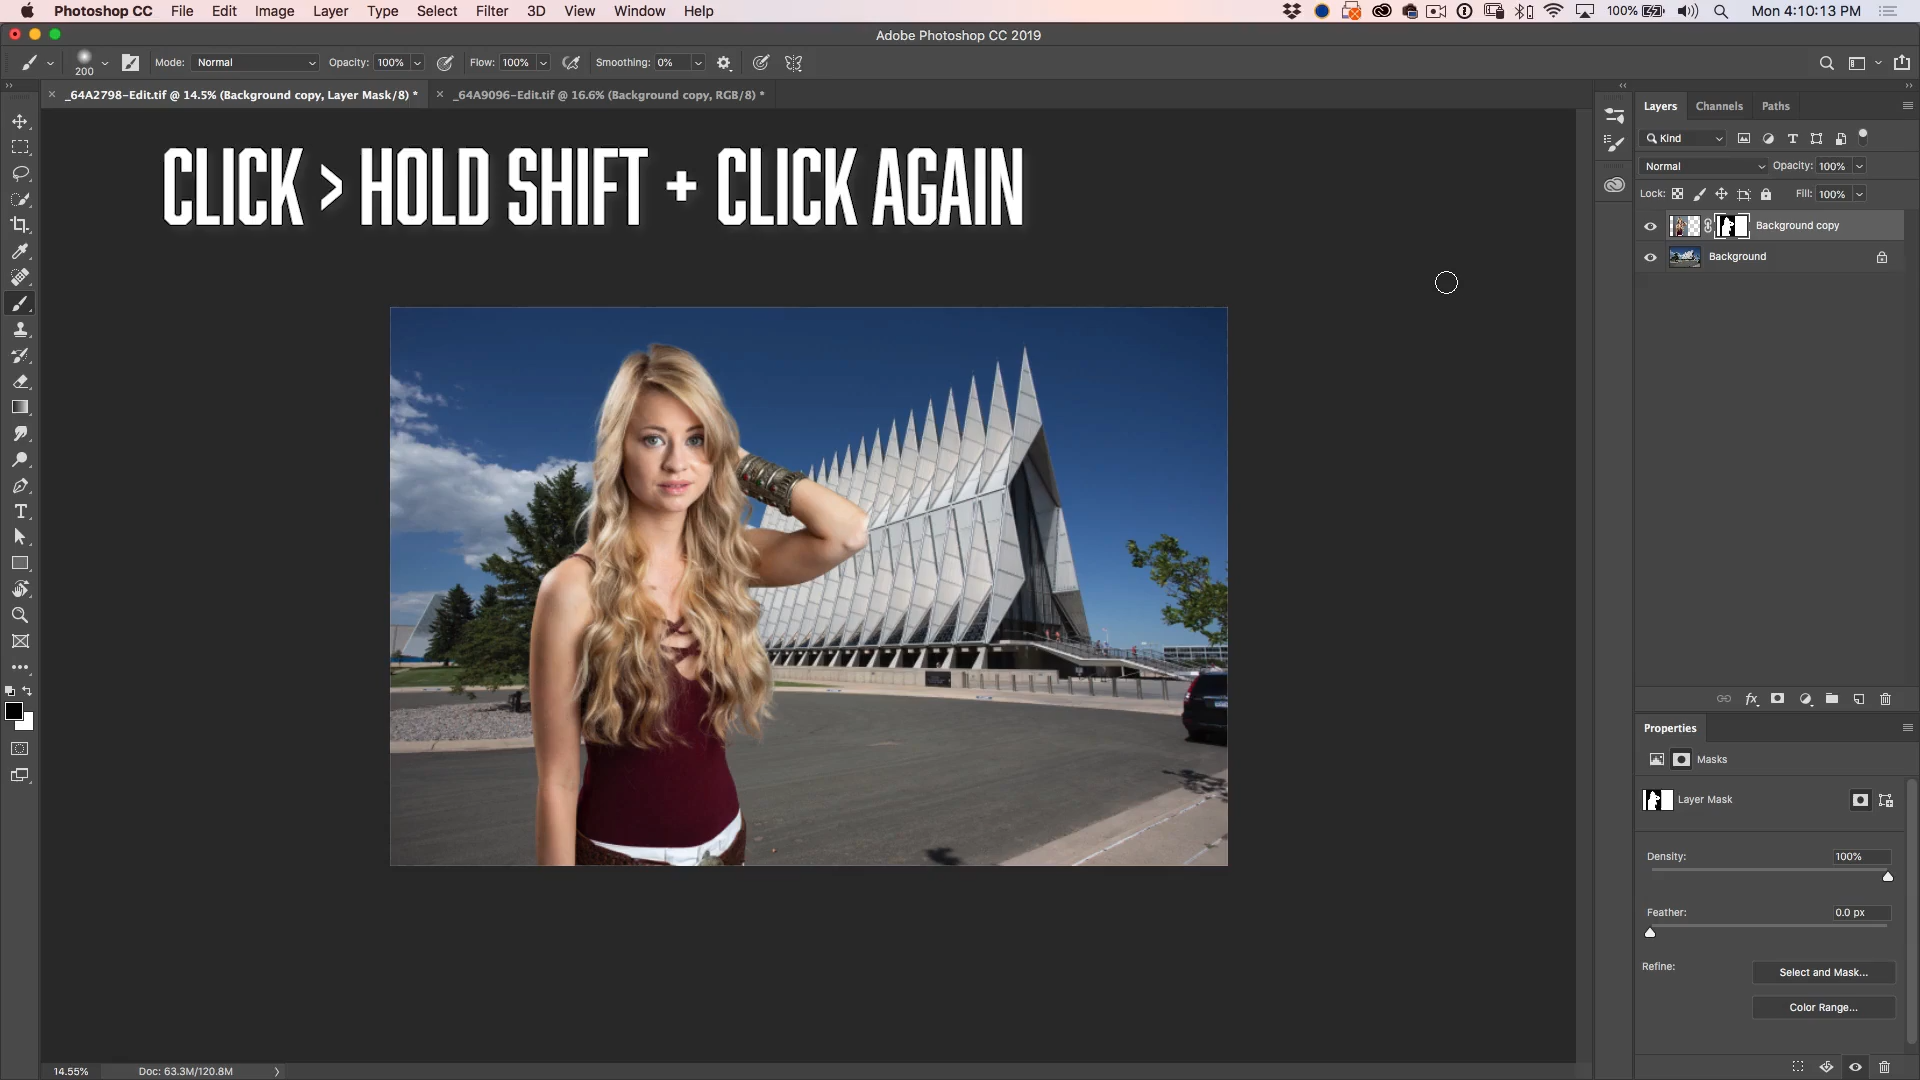 Photoshop CC File Edit Image Layer Type Select Filter 3D View Window Help 100% Mon 4:10:13 PM
Adobe Photoshop CC 2019
200 Mode: Normal Opacity: 100% Flow: 100% Smoothing: 0%
_64A2798-Edit.tif @ 14.5% (Background copy, Layer Mask/8) *
_64A9096-Edit.tif @ 16.6% (Background copy, RGB/8) *
CLICK > HOLD SHIFT + CLICK AGAIN
Layers Channels Paths
Kind
Normal Opacity: 100%
Lock: Fill: 100%
Background copy
Background
Properties
Masks
Layer Mask
Density: 100%
Feather: 0.0 px
Refine: Select and Mask...
Color Range...
14.55% Doc: 63.3M/120.8M